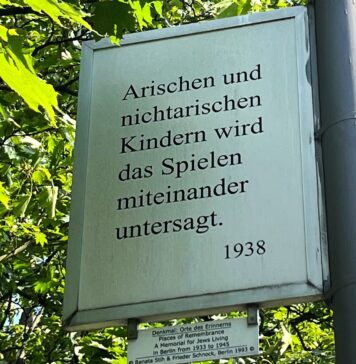 Arischen und
nichtarischen
Kindern wird
das Spielen
miteinander
untersagt.
1938
Denkmal: Orte des Erinnerns
Places of Remembrance
A Memorial for Jews Living
in Berlin from 1933 to 1945
© Renata Stih & Frieder Schnock, Berlin 1993 ©